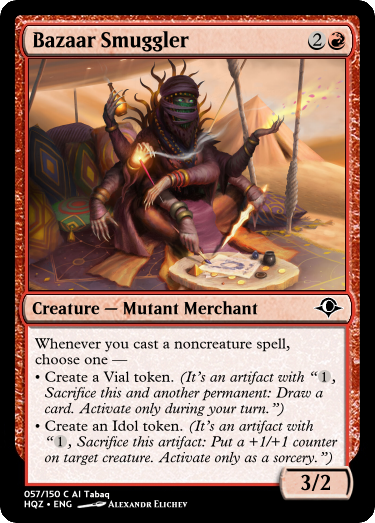 Bazaar Smuggler 2
Creature — Mutant Merchant
Whenever you cast a noncreature spell,
choose one —
• Create a Vial token. (It's an artifact with “1,
Sacrifice this and another permanent: Draw a
card. Activate only during your turn.”)
• Create an Idol token. (It's an artifact with
“1, Sacrifice this artifact: Put a +1/+1 counter
on target creature. Activate only as a sorcery.”)
3/2
057/150 C Al Tabaq
HQZ • ENG Alexandr Elichev